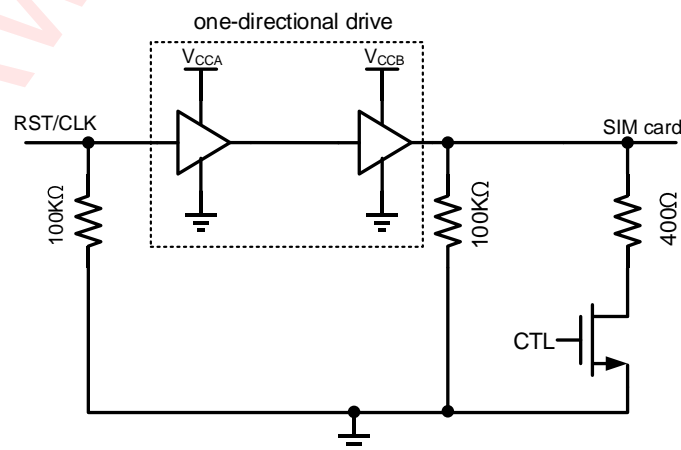 one-directional drive
VCCA
VCCB
RST/CLK
SIM card
100KΩ
100KΩ
400Ω
CTL